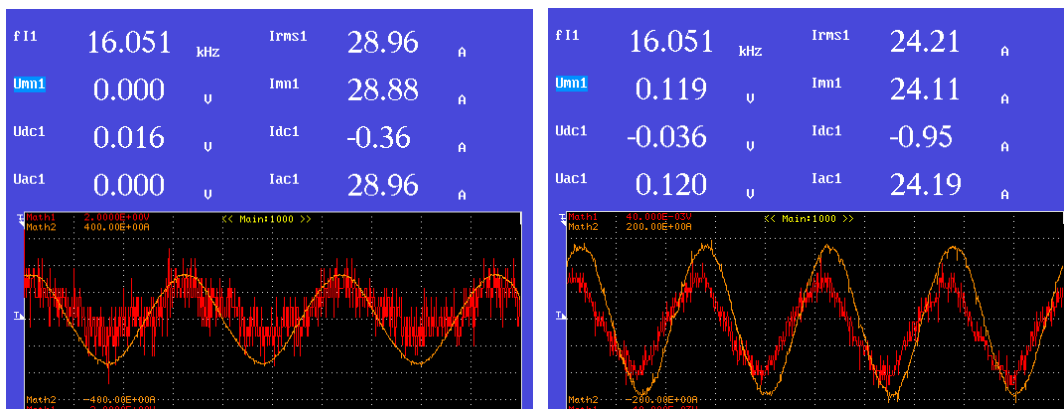 fI1 16.051 kHz Irms1 28.96 A
Umn1 0.000 V Imn1 28.88 A
Udc1 0.016 V Idc1 -0.36 A
Uac1 0.000 V Iac1 28.96 A
Math1 2.0000E+00V << Main:1000 >>
Math2 400.00E+00A
Math2 -400.00E+00A
fI1 16.051 kHz Irms1 24.21 A
Umn1 0.119 V Imn1 24.11 A
Udc1 -0.036 V Idc1 -0.95 A
Uac1 0.120 V Iac1 24.19 A
Math1 40.000E-03V << Main:1000 >>
Math2 200.00E+00A
Math2 -200.00E+00A